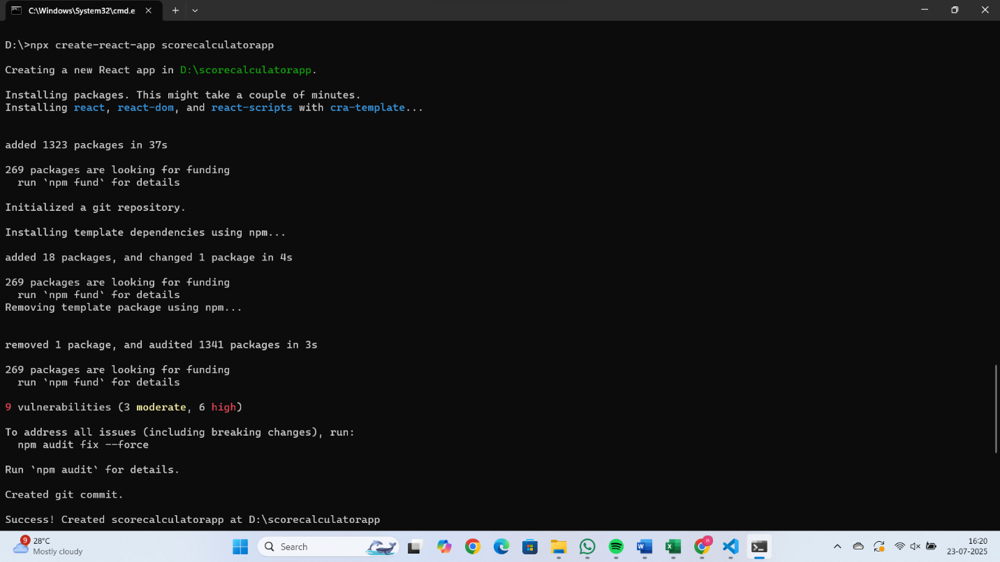 C:\Windows\System32\cmd.e
D:\>npx create-react-app scorecalculatorapp
Creating a new React app in D:\scorecalculatorapp.
Installing packages. This might take a couple of minutes.
Installing react, react-dom, and react-scripts with cra-template...
added 1323 packages in 37s
269 packages are looking for funding
run `npm fund` for details
Initialized a git repository.
Installing template dependencies using npm...
added 18 packages, and changed 1 package in 4s
269 packages are looking for funding
run `npm fund` for details
Removing template package using npm...
removed 1 package, and audited 1341 packages in 3s
269 packages are looking for funding
run `npm fund` for details
9 vulnerabilities (3 moderate, 6 high)
To address all issues (including breaking changes), run:
npm audit fix --force
Run `npm audit` for details.
Created git commit.
Success! Created scorecalculatorapp at D:\scorecalculatorapp
9
28°C
Mostly cloudy
Search
n
16:20
23-07-2025